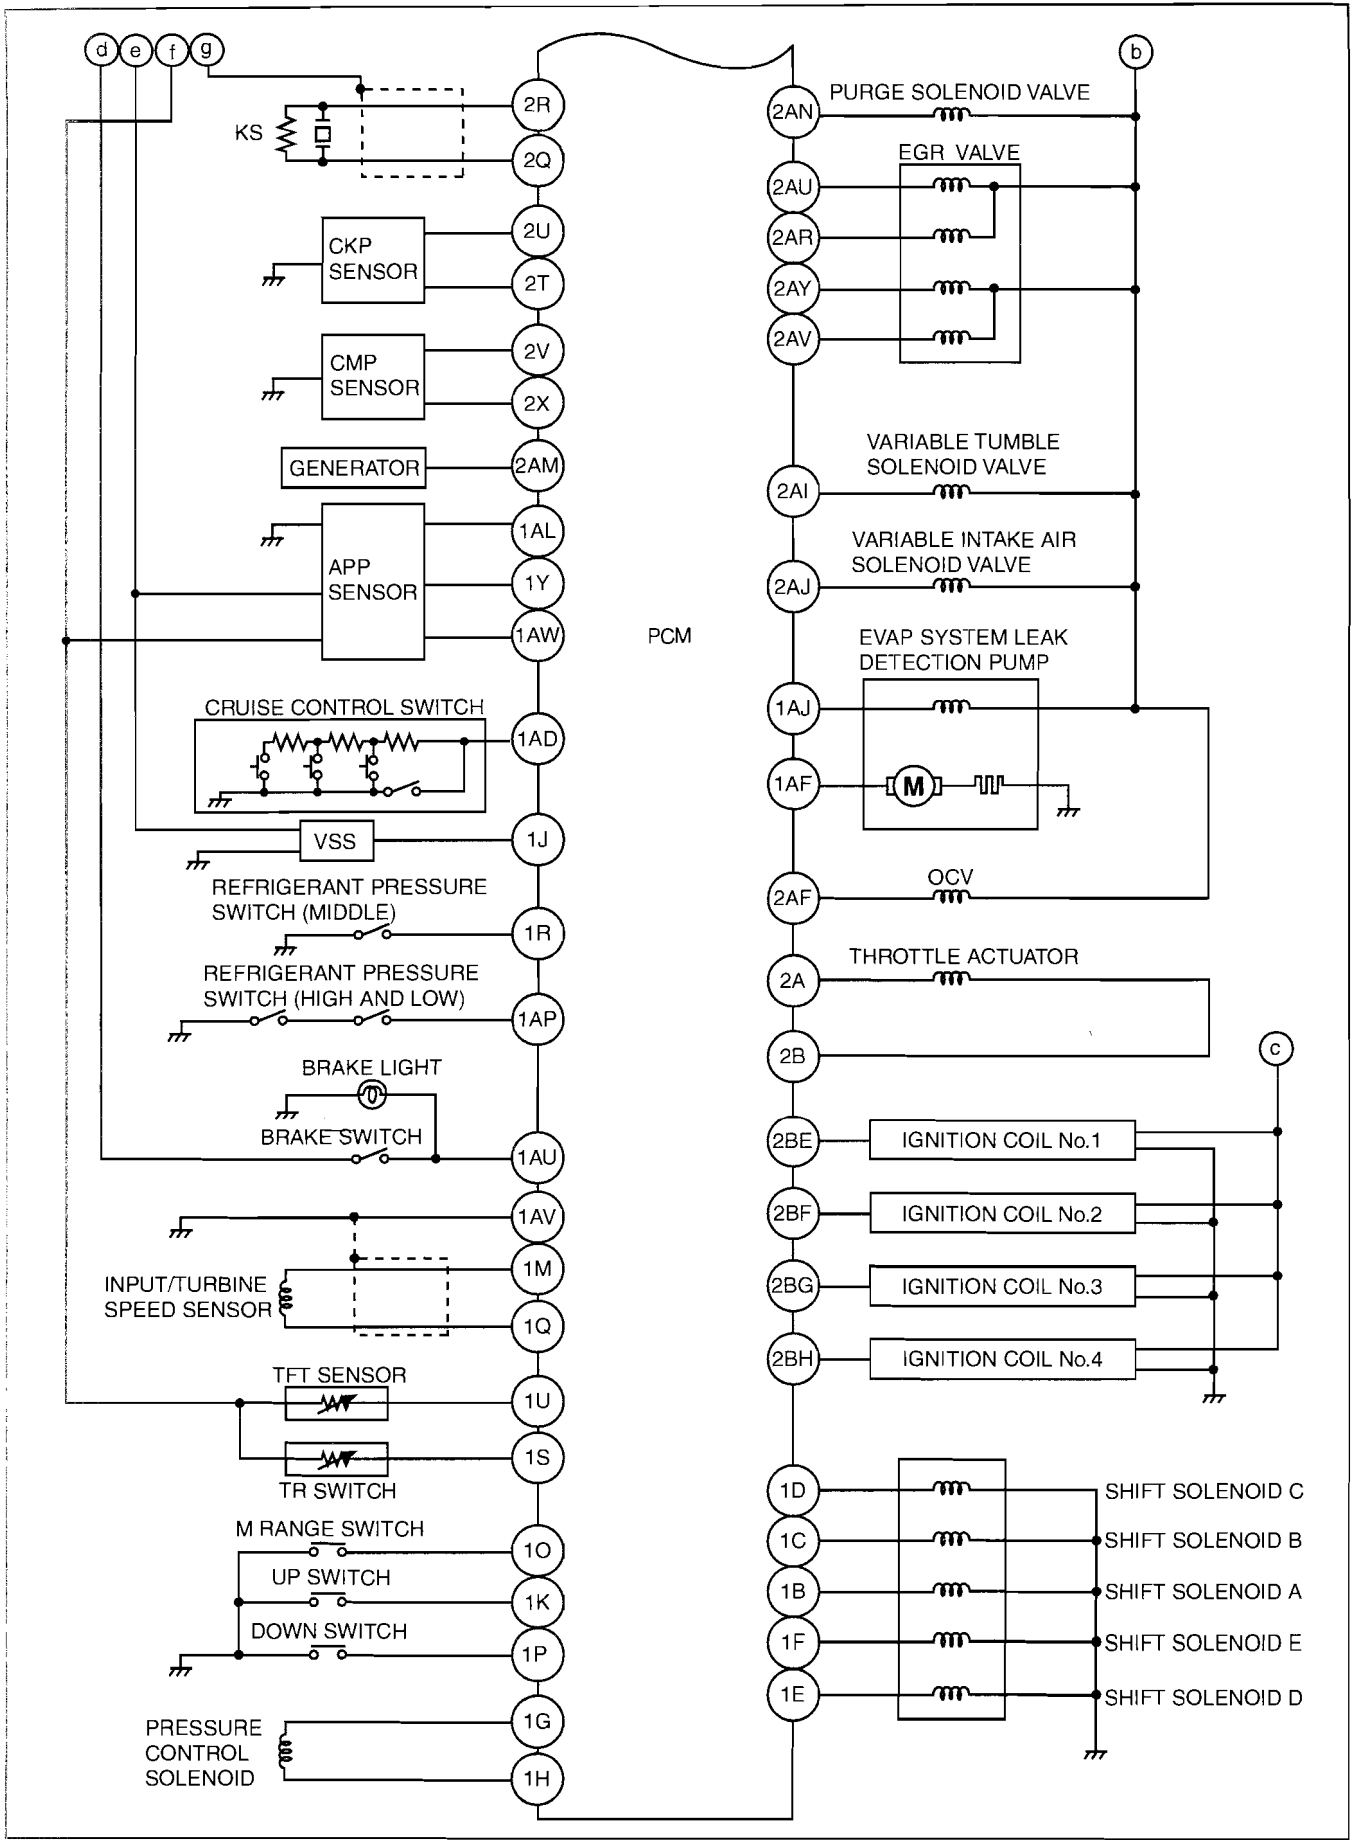 d e f g
b
2R
KS
2Q
2U
CKP
SENSOR
2T
2V
CMP
SENSOR
2X
GENERATOR
2AM
1AL
APP
SENSOR
1Y
1AW
CRUISE CONTROL SWITCH
1AD
VSS
1J
REFRIGERANT PRESSURE
SWITCH (MIDDLE)
1R
REFRIGERANT PRESSURE
SWITCH (HIGH AND LOW)
1AP
BRAKE LIGHT
BRAKE SWITCH
1AU
1AV
1M
INPUT/TURBINE
SPEED SENSOR
1Q
TFT SENSOR
1U
1S
TR SWITCH
M RANGE SWITCH
1O
UP SWITCH
1K
DOWN SWITCH
1P
1G
PRESSURE
CONTROL
SOLENOID
1H
PCM
2AN
PURGE SOLENOID VALVE
EGR VALVE
2AU
2AR
2AY
2AV
VARIABLE TUMBLE
SOLENOID VALVE
2AI
VARIABLE INTAKE AIR
SOLENOID VALVE
2AJ
EVAP SYSTEM LEAK
DETECTION PUMP
1AJ
1AF
M
OCV
2AF
THROTTLE ACTUATOR
2A
2B
c
2BE
IGNITION COIL No.1
2BF
IGNITION COIL No.2
2BG
IGNITION COIL No.3
2BH
IGNITION COIL No.4
1D
SHIFT SOLENOID C
1C
SHIFT SOLENOID B
1B
SHIFT SOLENOID A
1F
SHIFT SOLENOID E
1E
SHIFT SOLENOID D